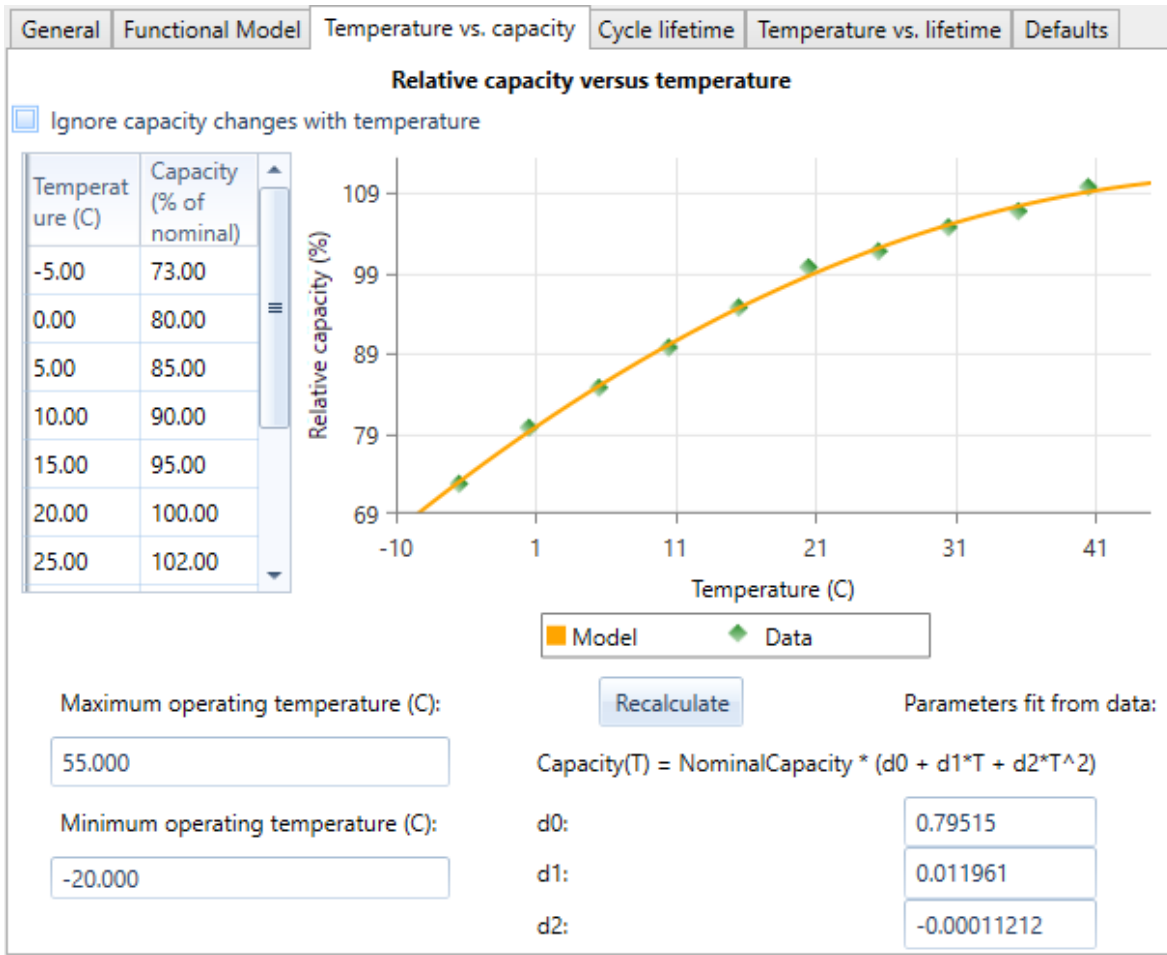 General Functional Model Temperature vs. capacity Cycle lifetime Temperature vs. lifetime Defaults
Relative capacity versus temperature
Ignore capacity changes with temperature
Temperat
ure (C)
Capacity
(% of
nominal)
-5.00 73.00
0.00 80.00
5.00 85.00
10.00 90.00
15.00 95.00
20.00 100.00
25.00 102.00
Relative capacity (%)
109
99
89
79
69
-10 1 11 21 31 41
Temperature (C)
Model Data
Maximum operating temperature (C):
55.000
Minimum operating temperature (C):
-20.000
Recalculate Parameters fit from data:
Capacity(T) = NominalCapacity * (d0 + d1*T + d2*T^2)
d0: 0.79515
d1: 0.011961
d2: -0.00011212